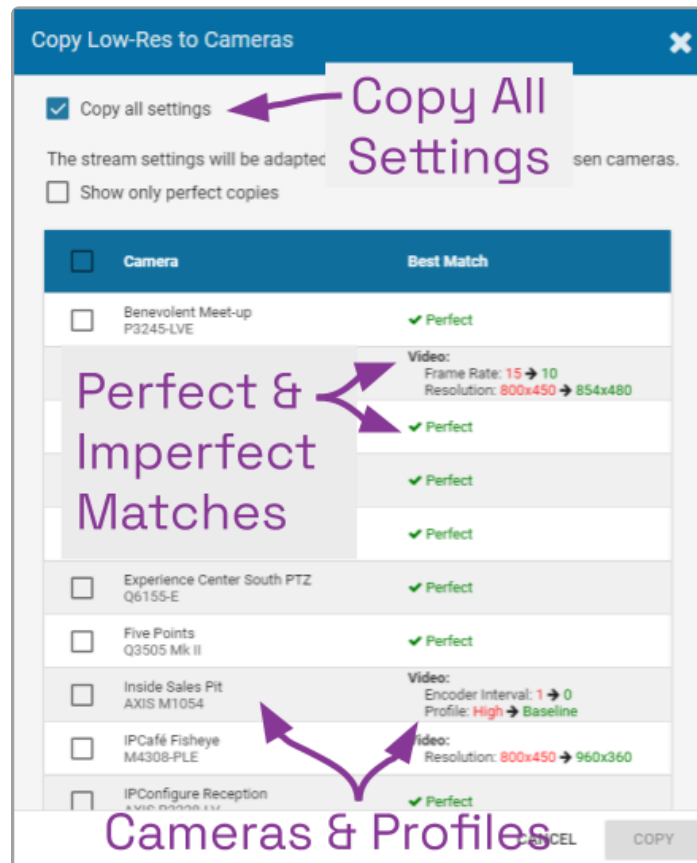 Copy Low-Res to Cameras
Copy all settings
Copy All
Settings
The stream settings will be adapted sen cameras.
Show only perfect copies
Camera Best Match
Benevolent Meet-up
P3245-LVE
Perfect
Video:
Frame Rate: 15 → 10
Resolution: 800x450 → 854x480
Perfect &
Imperfect
Matches
Perfect
Perfect
Perfect
Experience Center South PTZ
Q6155-E
Perfect
Five Points
Q3505 Mk II
Perfect
Inside Sales Pit
AXIS M1054
Video:
Encoder Interval: 1 → 0
Profile: High → Baseline
IPCafé Fisheye
M4308-PLE
Video:
Resolution: 800x450 → 960x360
IPConfigure Reception
Perfect
Cameras & Profiles
CANCEL COPY